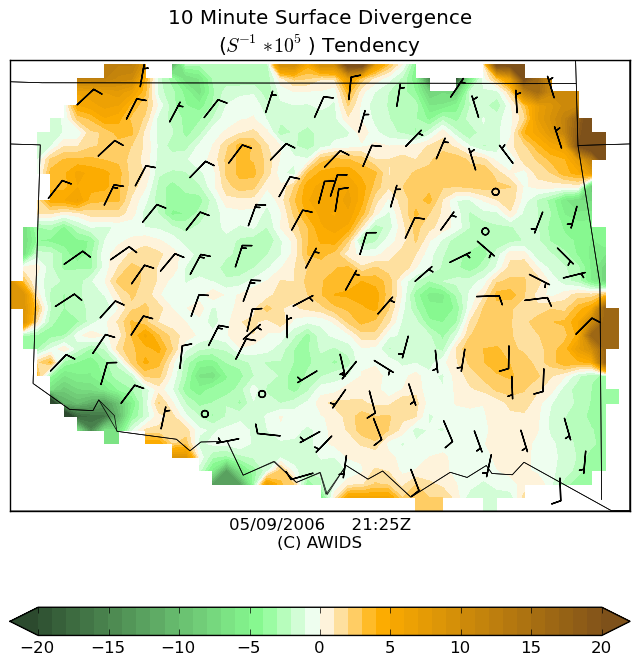 10 Minute Surface Divergence
(S⁻¹ * 10⁵ ) Tendency
05/09/2006 21:25Z
(C) AWIDS
−20 −15 −10 −5 0 5 10 15 20